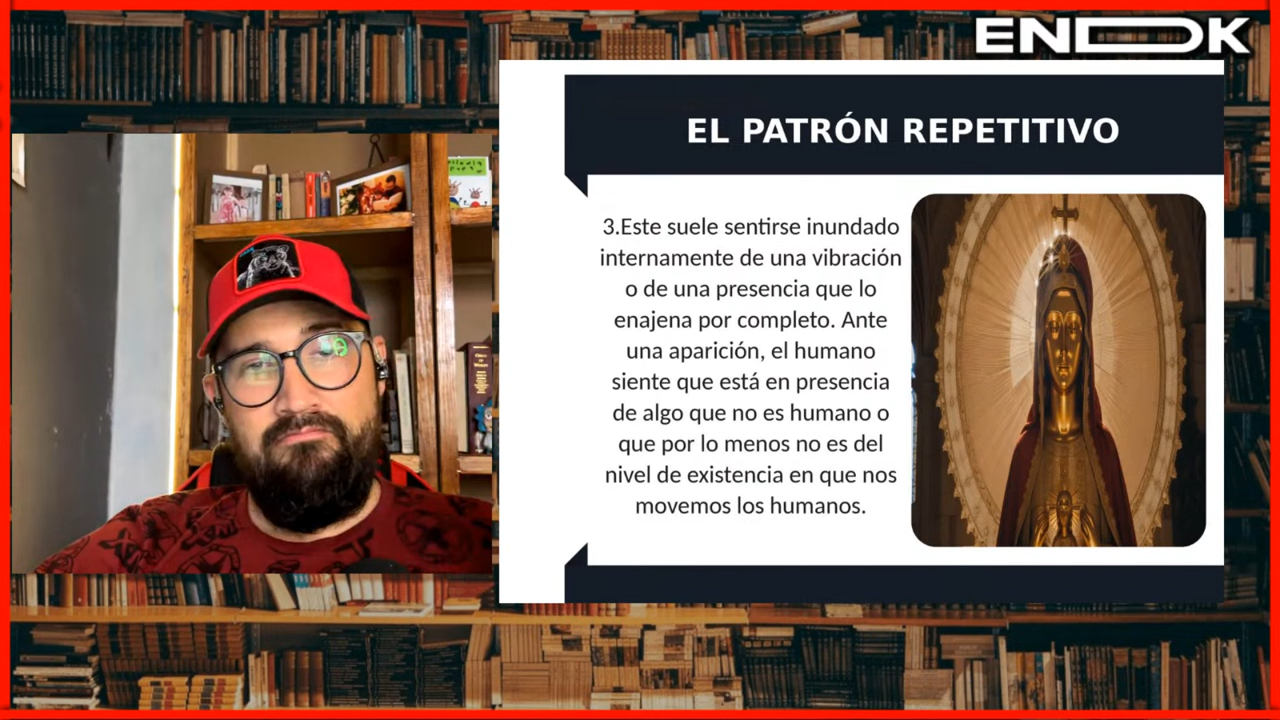 ENDK
EL PATRÓN REPETITIVO
3.Este suele sentirse inundado
internamente de una vibración
o de una presencia que lo
enajena por completo. Ante
una aparición, el humano
siente que está en presencia
de algo que no es humano o
que por lo menos no es del
nivel de existencia en que nos
movemos los humanos.